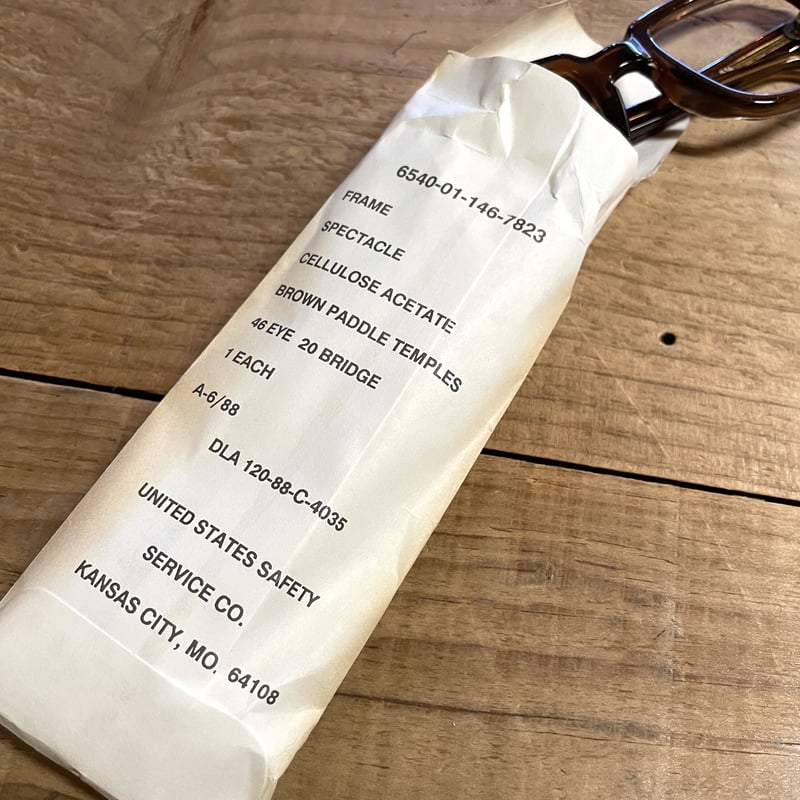 6540-01-146-7823
FRAME
SPECTACLE
CELLULOSE ACETATE
BROWN PADDLE TEMPLES
46 EYE 20 BRIDGE
1 EACH
A-6/88
DLA 120-88-C-4035
UNITED STATES SAFETY
SERVICE CO.
KANSAS CITY, MO. 64108